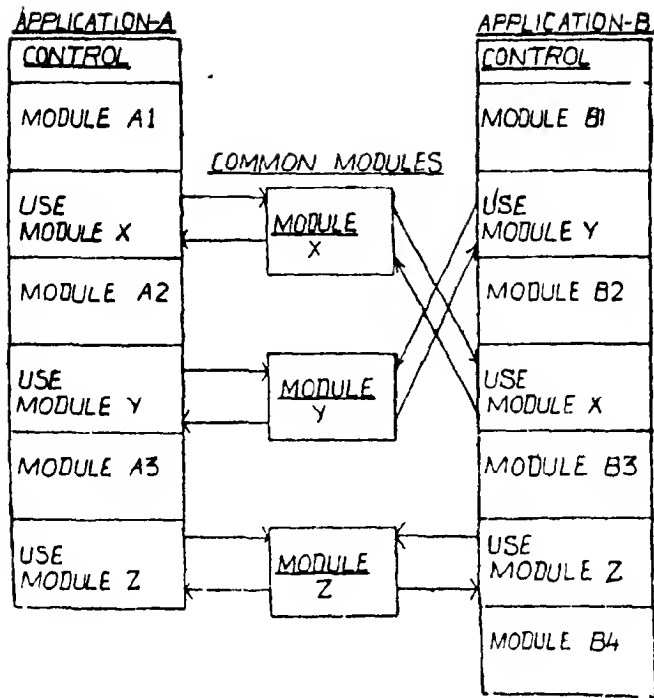 APPLICATION-A
CONTROL
MODULE A1
USE
MODULE X
MODULE A2
USE
MODULE Y
MODULE A3
USE
MODULE Z
COMMON MODULES
MODULE
X
MODULE
Y
MODULE
Z
APPLICATION-B
CONTROL
MODULE B1
USE
MODULE Y
MODULE B2
USE
MODULE X
MODULE B3
USE
MODULE Z
MODULE B4